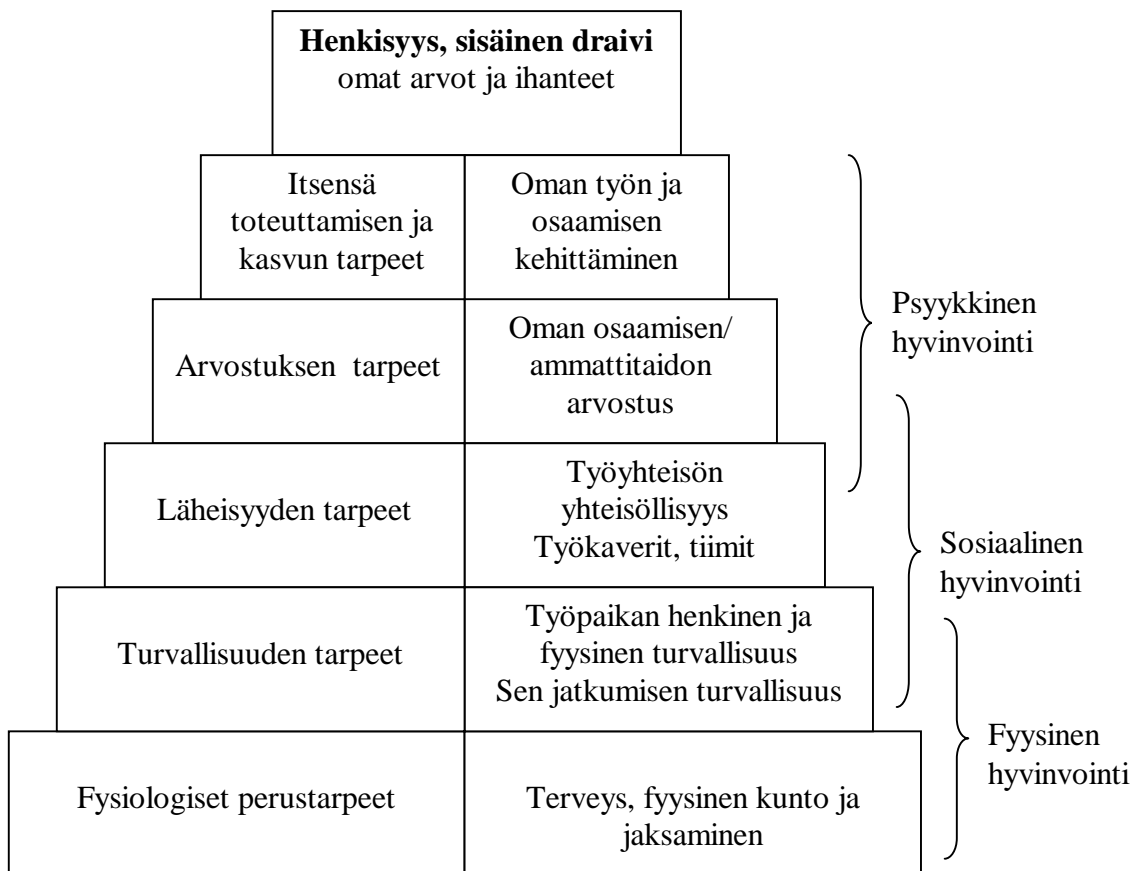 Henkisyys, sisäinen draivi
omat arvot ja ihanteet
Itsensä
toteuttamisen ja
kasvun tarpeet
Oman työn ja
osaamisen
kehittäminen
Arvostuksen tarpeet
Oman osaamisen/
ammattitaidon
arvostus
Psyykkinen
hyvinvointi
Läheisyyden tarpeet
Työyhteisön
yhteisöllisyys
Työkaverit, tiimit
Sosiaalinen
hyvinvointi
Turvallisuuden tarpeet
Työpaikan henkinen ja
fyysinen turvallisuus
Sen jatkumisen turvallisuus
Fysiologiset perustarpeet
Terveys, fyysinen kunto ja
jaksaminen
Fyysinen
hyvinvointi